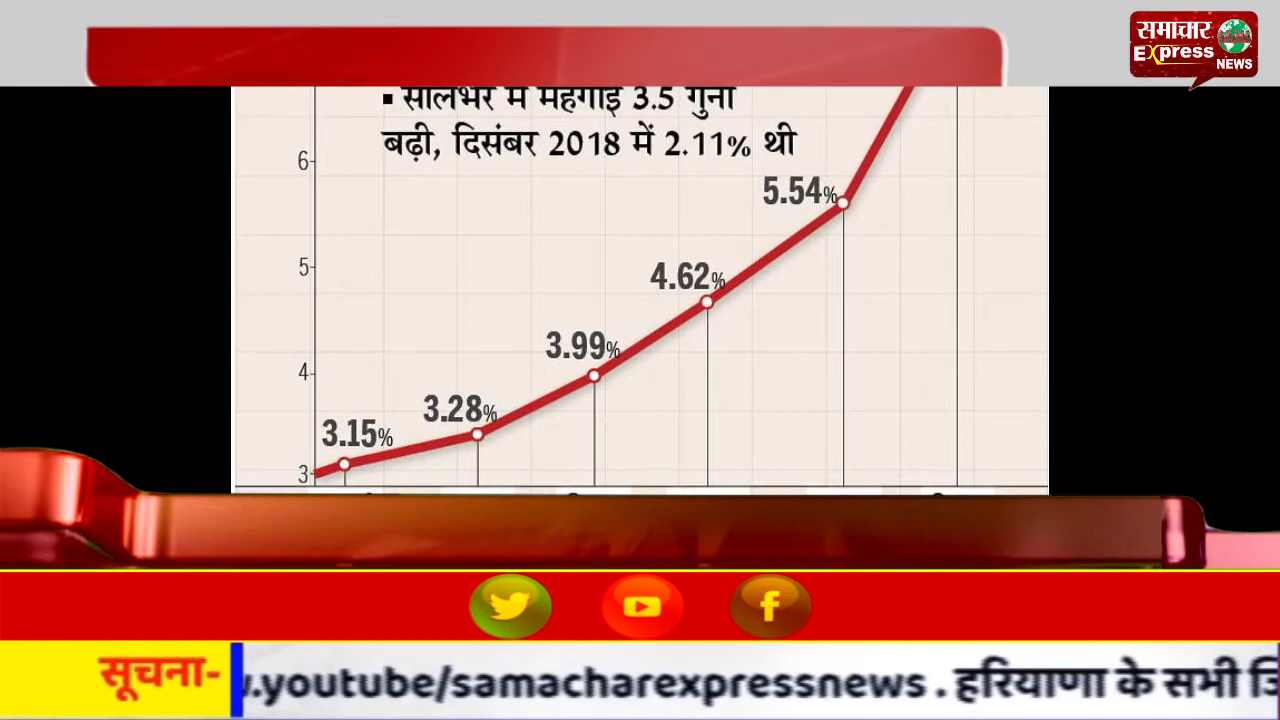 समाचार
Express
NEWS
▪ सालभर में महंगाई 3.5 गुना
बढ़ी, दिसंबर 2018 में 2.11% थी
6
5.54%
5
4.62%
3.99%
4
3.28%
3.15%
3
सूचना-
.youtube/samacharexpressnews . हरियाणा के सभी